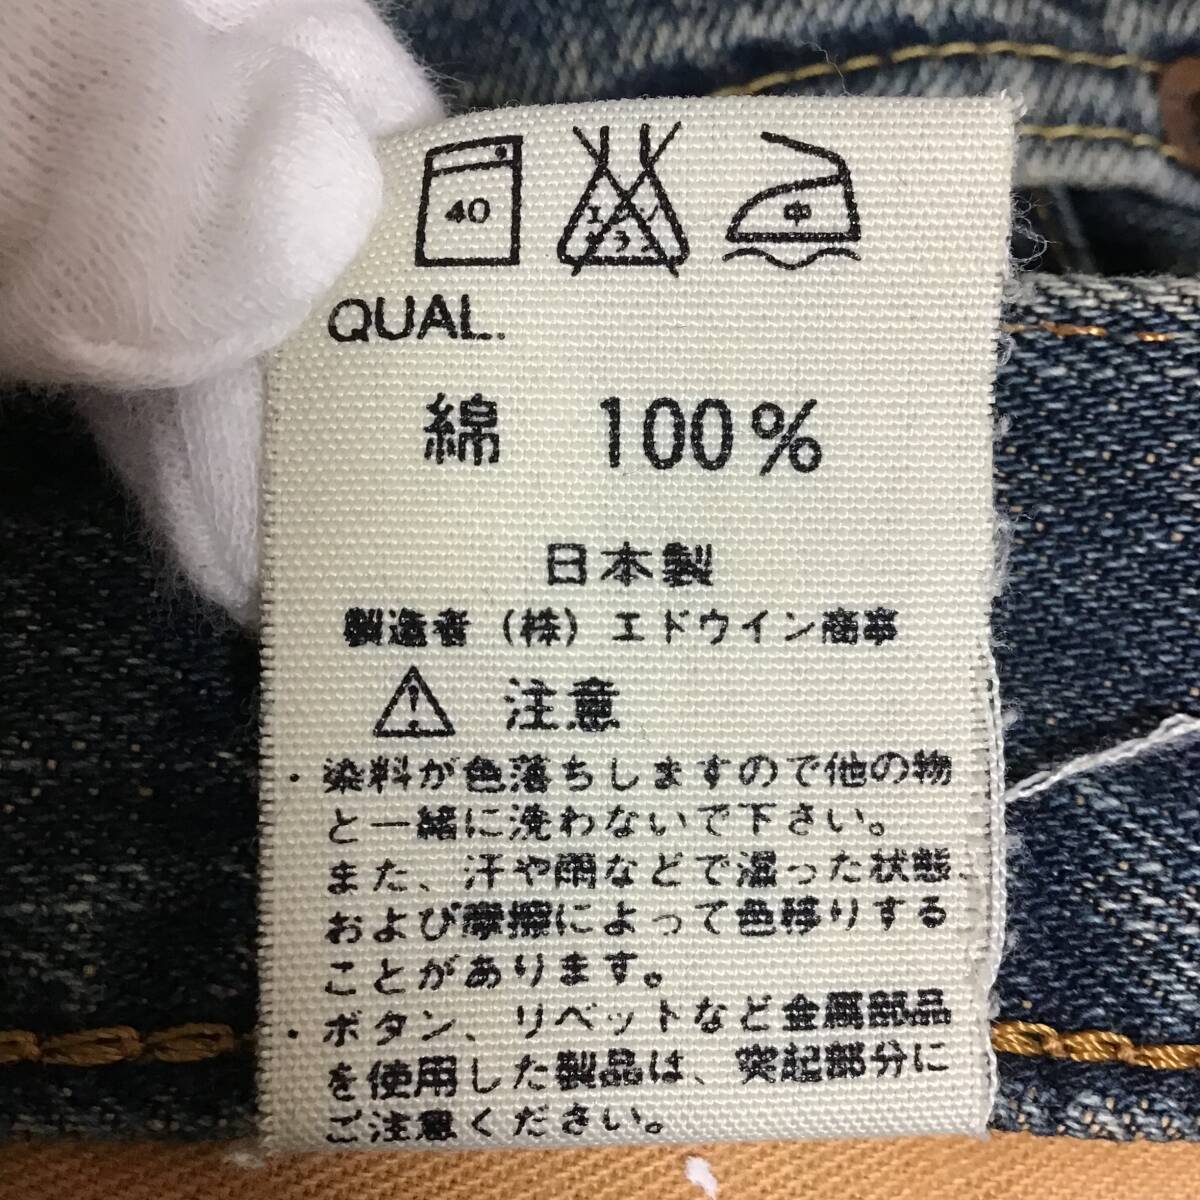 40
エンソ
サラシ
中
QUAL.
綿 100%
日本製
製造者 (株) エドウイン商事
注意
・染料が色落ちしますので他の物
と一緒に洗わないで下さい。
また、汗や雨などで湿った状態、
および摩擦によって色移りする
ことがあります。
・ボタン、リベットなど金属部品
を使用した製品は、突起部分に
ご注意ください。